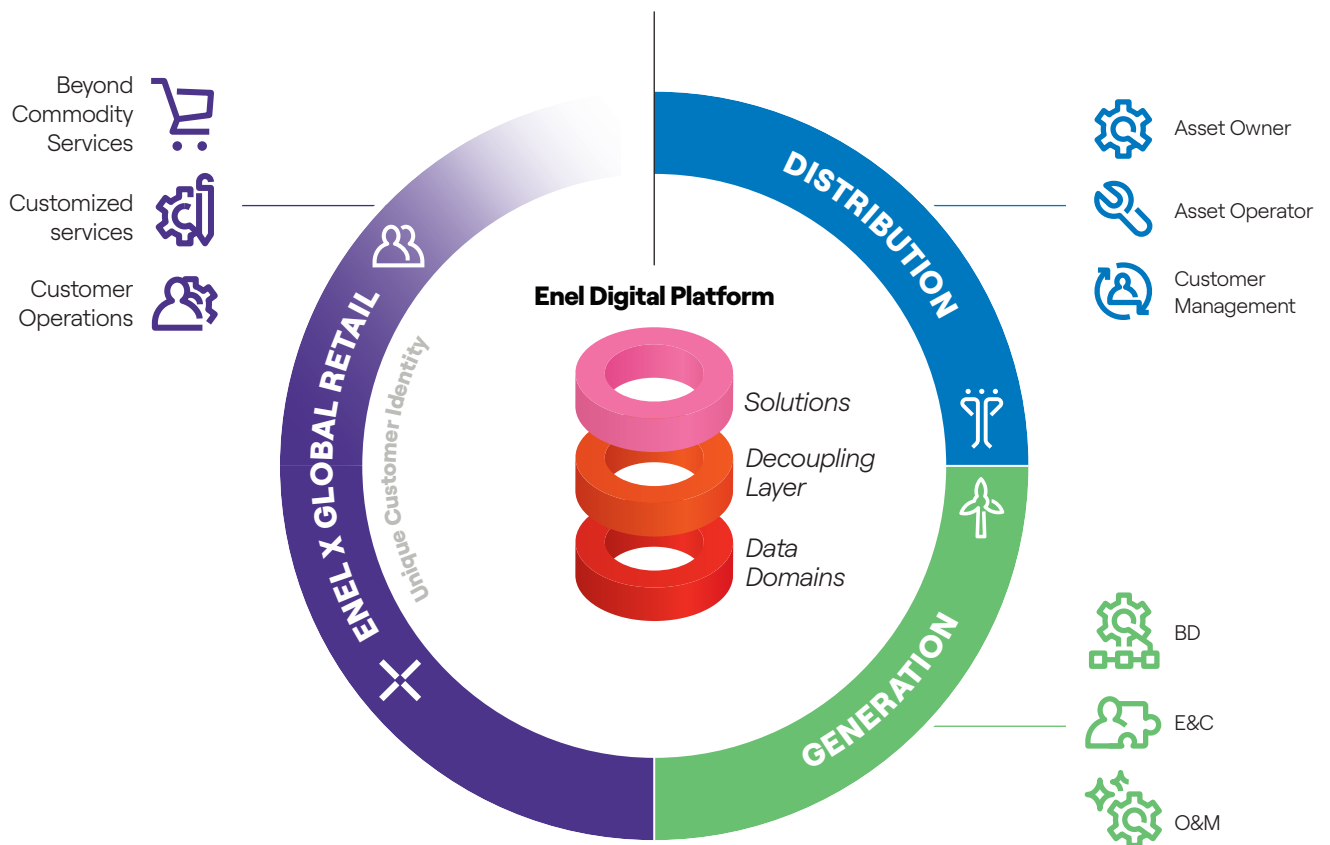 Beyond
Commodity
Services
Customized
services
Customer
Operations
ENEL X GLOBAL RETAIL
Unique Customer Identity
Enel Digital Platform
Solutions
Decoupling
Layer
Data
Domains
DISTRIBUTION
Asset Owner
Asset Operator
Customer
Management
GENERATION
BD
E&C
O&M